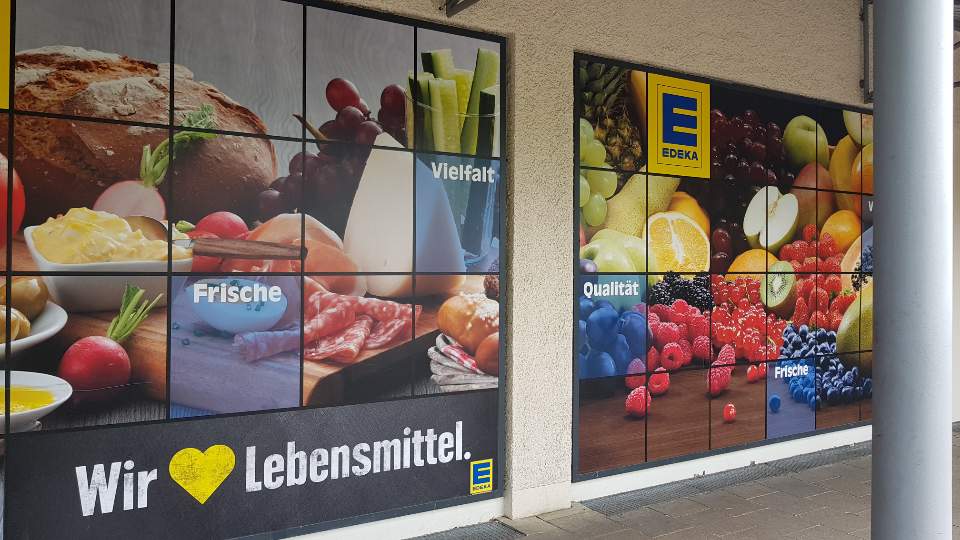 Vielfalt
Frische
Wir Lebensmittel.
EDEKA
EDEKA
Qualität
Frische